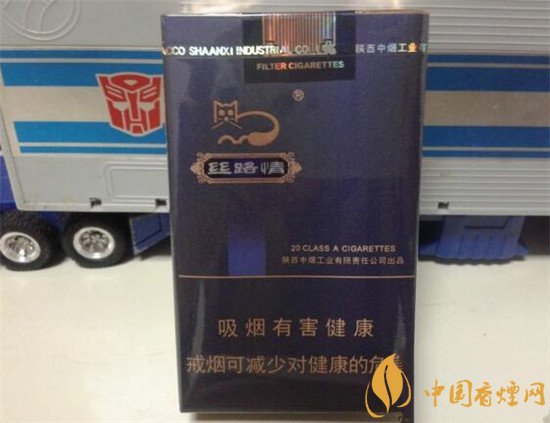 ACCO SHAANXI INDUSTRIAL CO. 陕西中烟工业有
FILTER CIGARETTES
®
丝路情
20 CLASS A CIGARETTES
陕西中烟工业有限责任公司出品
吸烟有害健康
戒烟可减少对健康的危
中国香烟网